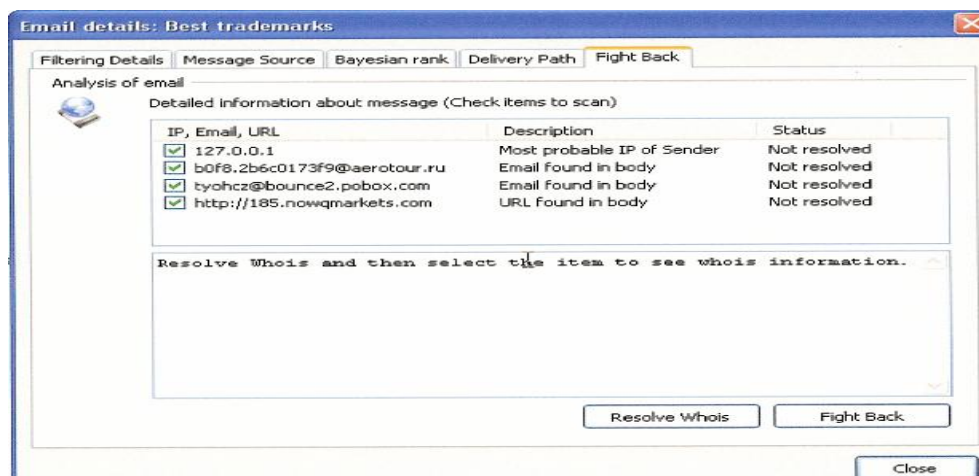 Email details: Best trademarks
Filtering Details Message Source Bayesian rank Delivery Path Fight Back
Analysis of email
Detailed information about message (Check items to scan)
IP, Email, URL Description Status
127.0.0.1 Most probable IP of Sender Not resolved
b0f8.2b6c0173f9@aerotour.ru Email found in body Not resolved
tyohcz@bounce2.pobox.com Email found in body Not resolved
http://185.nowqmarkets.com URL found in body Not resolved
Resolve Whois and then select the item to see whois information.
Resolve Whois Fight Back
Close